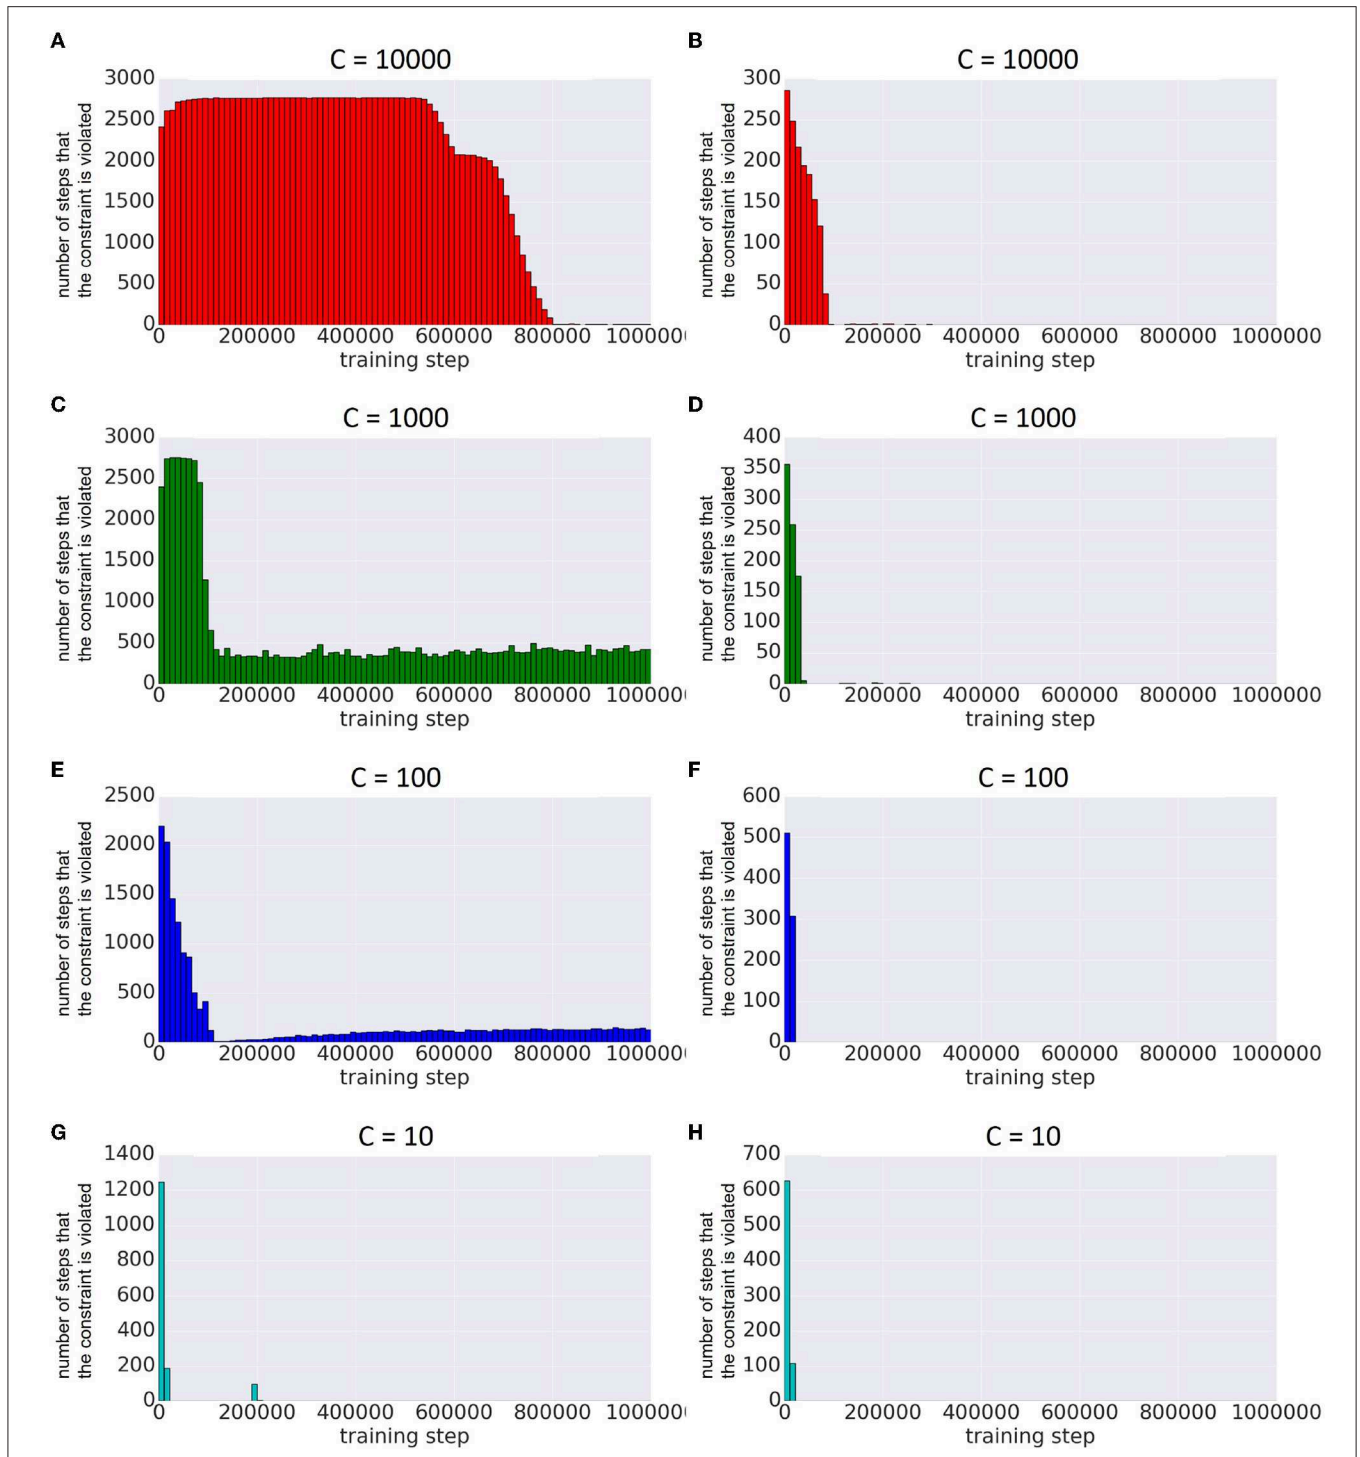 A
C = 10000
3000
2500
2000
1500
1000
500
0
number of steps that
the constraint is violated
0 200000 400000 600000 800000 1000000
training step
B
C = 10000
300
250
200
150
100
50
0
number of steps that
the constraint is violated
0 200000 400000 600000 800000 1000000
training step
C
C = 1000
3000
2500
2000
1500
1000
500
0
number of steps that
the constraint is violated
0 200000 400000 600000 800000 1000000
training step
D
C = 1000
400
350
300
250
200
150
100
50
0
number of steps that
the constraint is violated
0 200000 400000 600000 800000 1000000
training step
E
C = 100
2500
2000
1500
1000
500
0
number of steps that
the constraint is violated
0 200000 400000 600000 800000 1000000
training step
F
C = 100
600
500
400
300
200
100
0
number of steps that
the constraint is violated
0 200000 400000 600000 800000 1000000
training step
G
C = 10
1400
1200
1000
800
600
400
200
0
number of steps that
the constraint is violated
0 200000 400000 600000 800000 1000000
training step
H
C = 10
700
600
500
400
300
200
100
0
number of steps that
the constraint is violated
0 200000 400000 600000 800000 1000000
training step